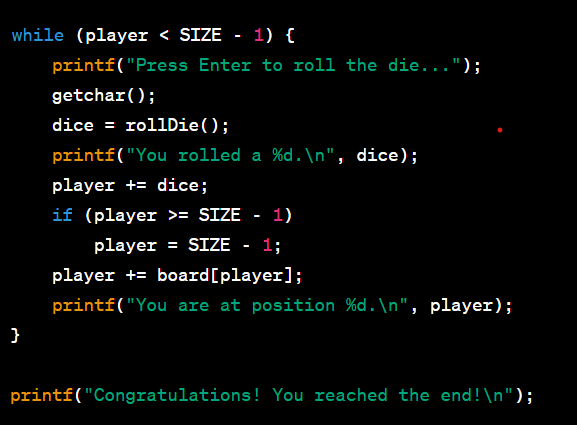 while (player < SIZE - 1) {
    printf("Press Enter to roll the die...");
    getchar();
    dice = rollDie();
    printf("You rolled a %d.\n", dice);
    player += dice;
    if (player >= SIZE - 1)
        player = SIZE - 1;
    player += board[player];
    printf("You are at position %d.\n", player);
}
printf("Congratulations! You reached the end!\n");